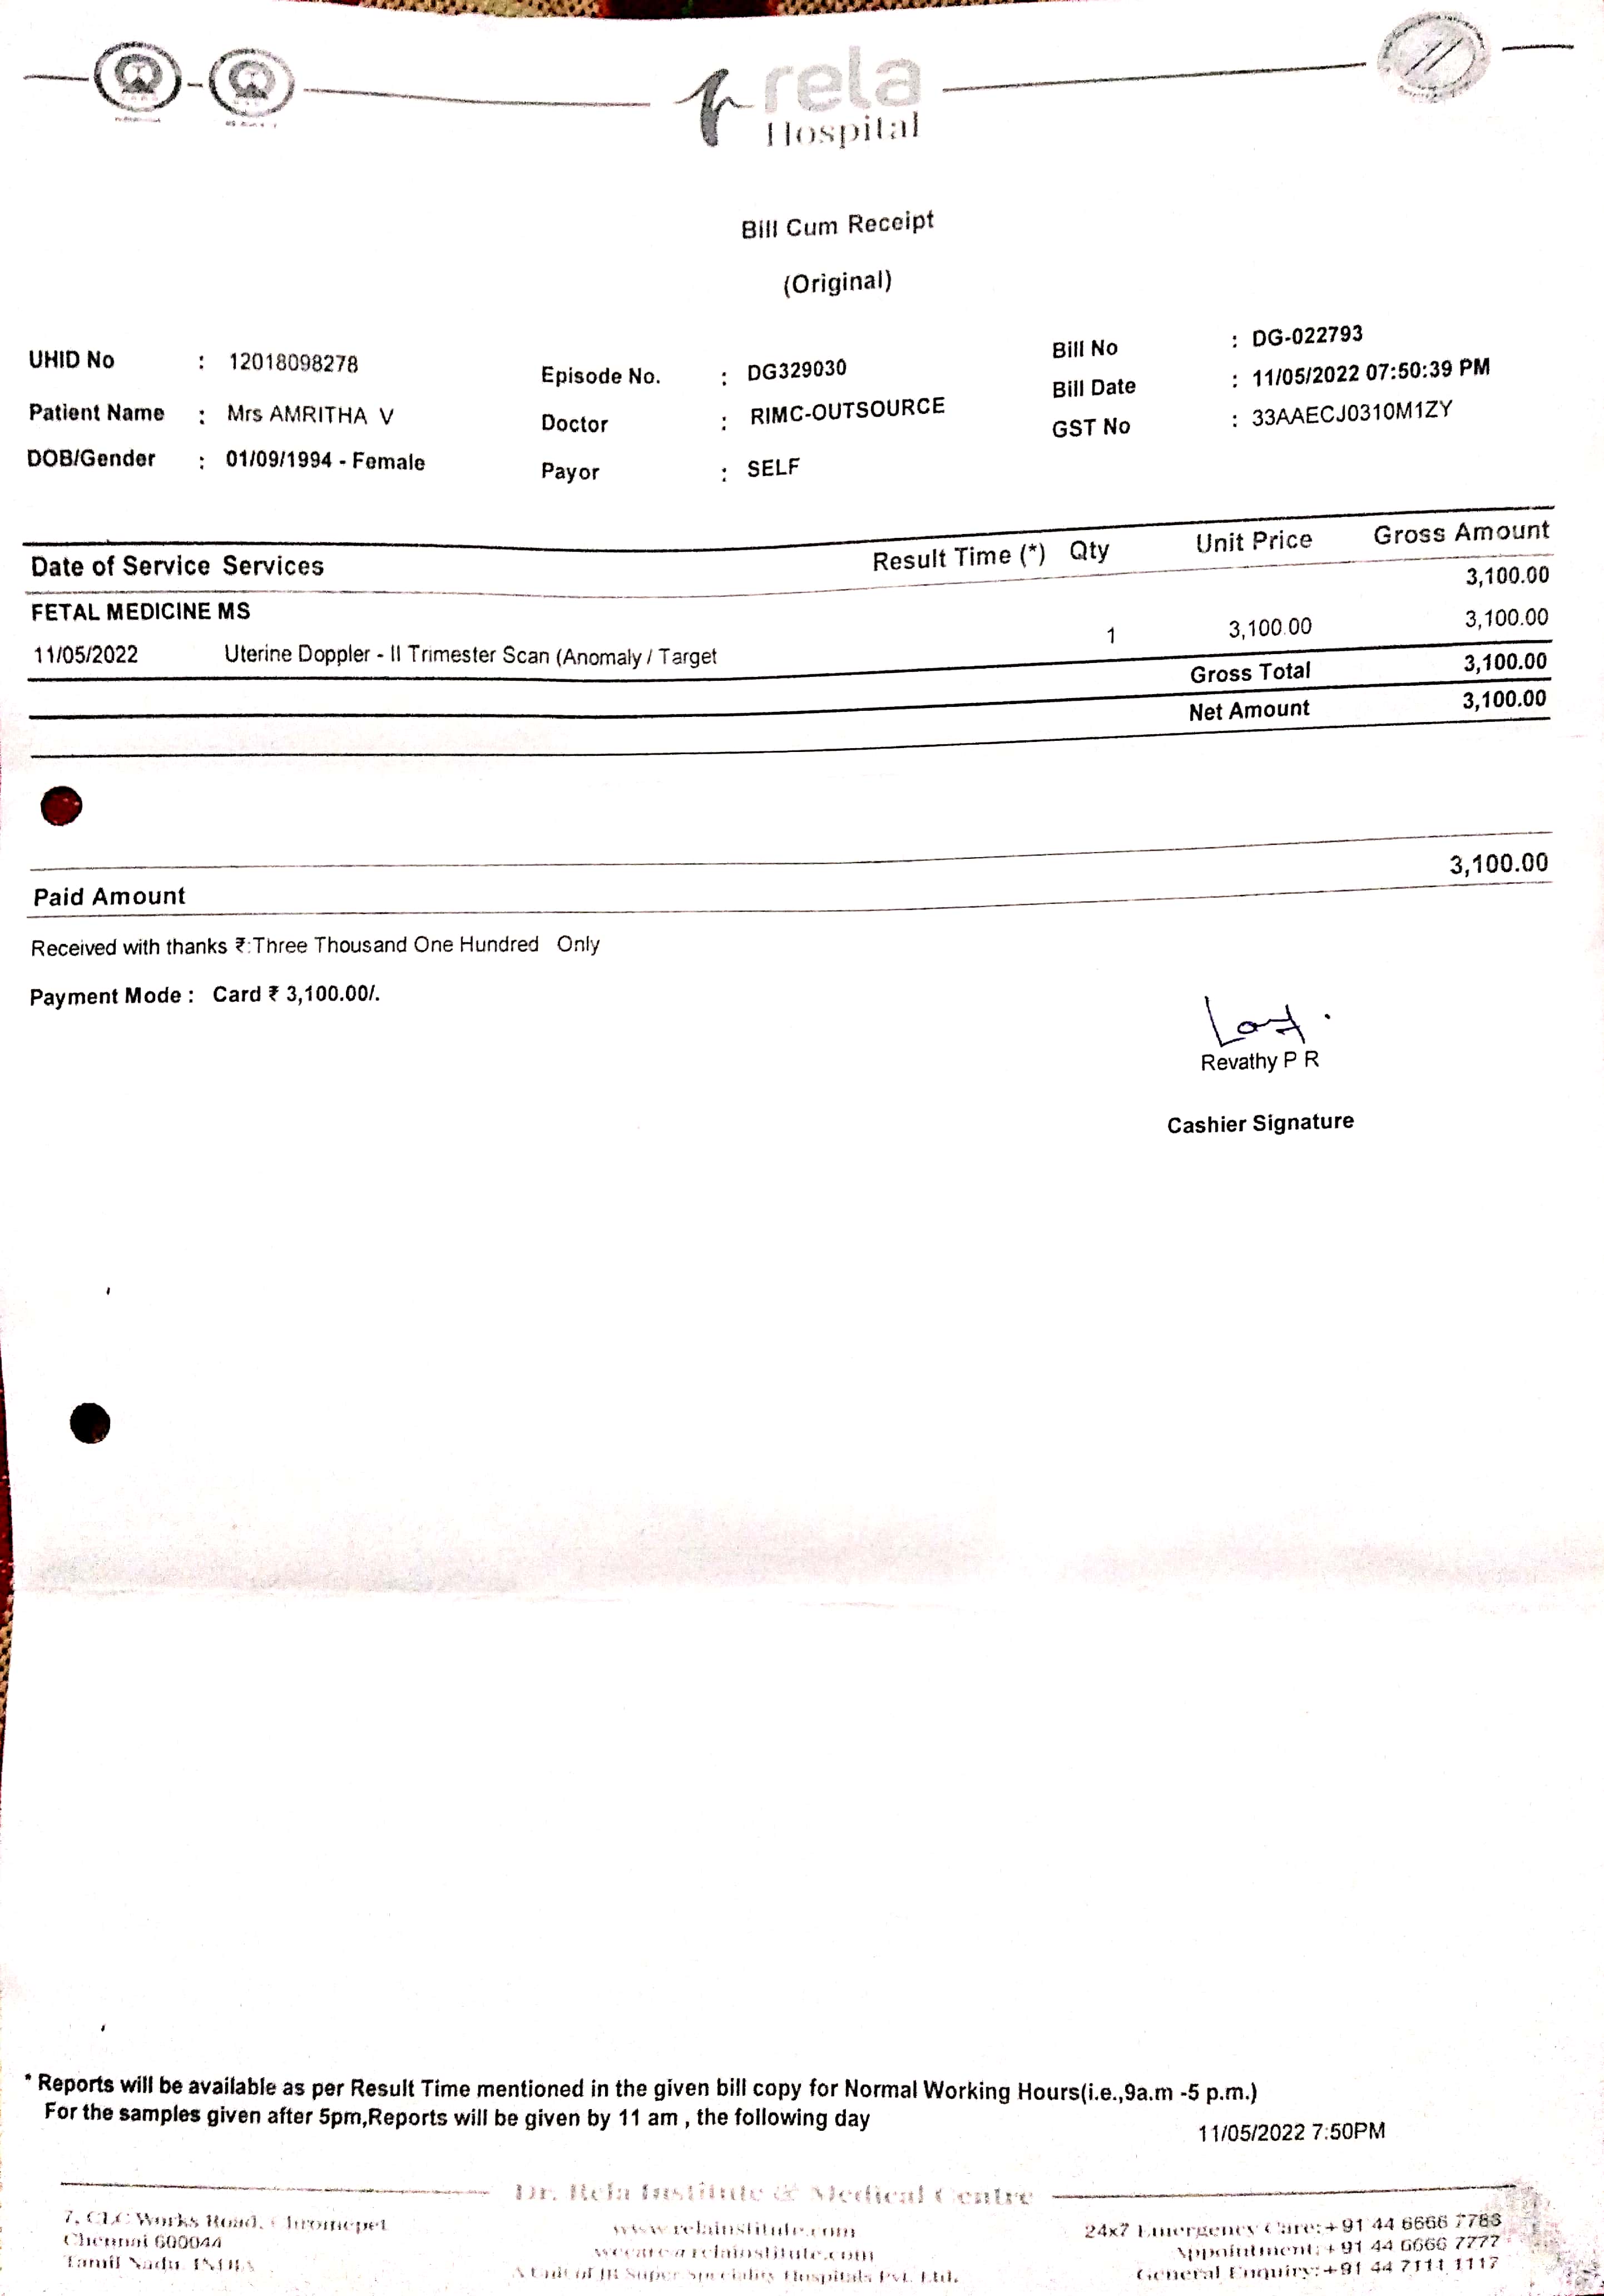 rela
Hospital
Bill Cum Receipt
(Original)
UHID No : 12018098278 Episode No. : DG329030 Bill No : DG-022793
Patient Name : Mrs AMRITHA V Doctor : RIMC-OUTSOURCE Bill Date : 11/05/2022 07:50:39 PM
DOB/Gender : 01/09/1994 - Female Payor : SELF GST No : 33AAECJ0310M1ZY
Date of Service Services Result Time (*) Qty Unit Price Gross Amount
FETAL MEDICINE MS 3,100.00
11/05/2022 Uterine Doppler - II Trimester Scan (Anomaly / Target 1 3,100.00 3,100.00
Gross Total 3,100.00
Net Amount 3,100.00
Paid Amount 3,100.00
Received with thanks ₹:Three Thousand One Hundred Only
Payment Mode : Card ₹ 3,100.00/.
Revathy P R
Cashier Signature
* Reports will be available as per Result Time mentioned in the given bill copy for Normal Working Hours(i.e.,9a.m -5 p.m.)
For the samples given after 5pm,Reports will be given by 11 am , the following day
11/05/2022 7:50PM
Dr. Rela Institute & Medical Centre
7, CLC Works Road, Chromepet www.relainstitute.com 24x7 Emergency Care: +91 44 6666 7788
Chennai 600044 wecare@relainstitute.com Appointment: +91 44 6666 7777
Tamil Nadu, INDIA A Unit of JR Super Speciality Hospitals Pvt. Ltd. General Enquiry: +91 44 7111 1117